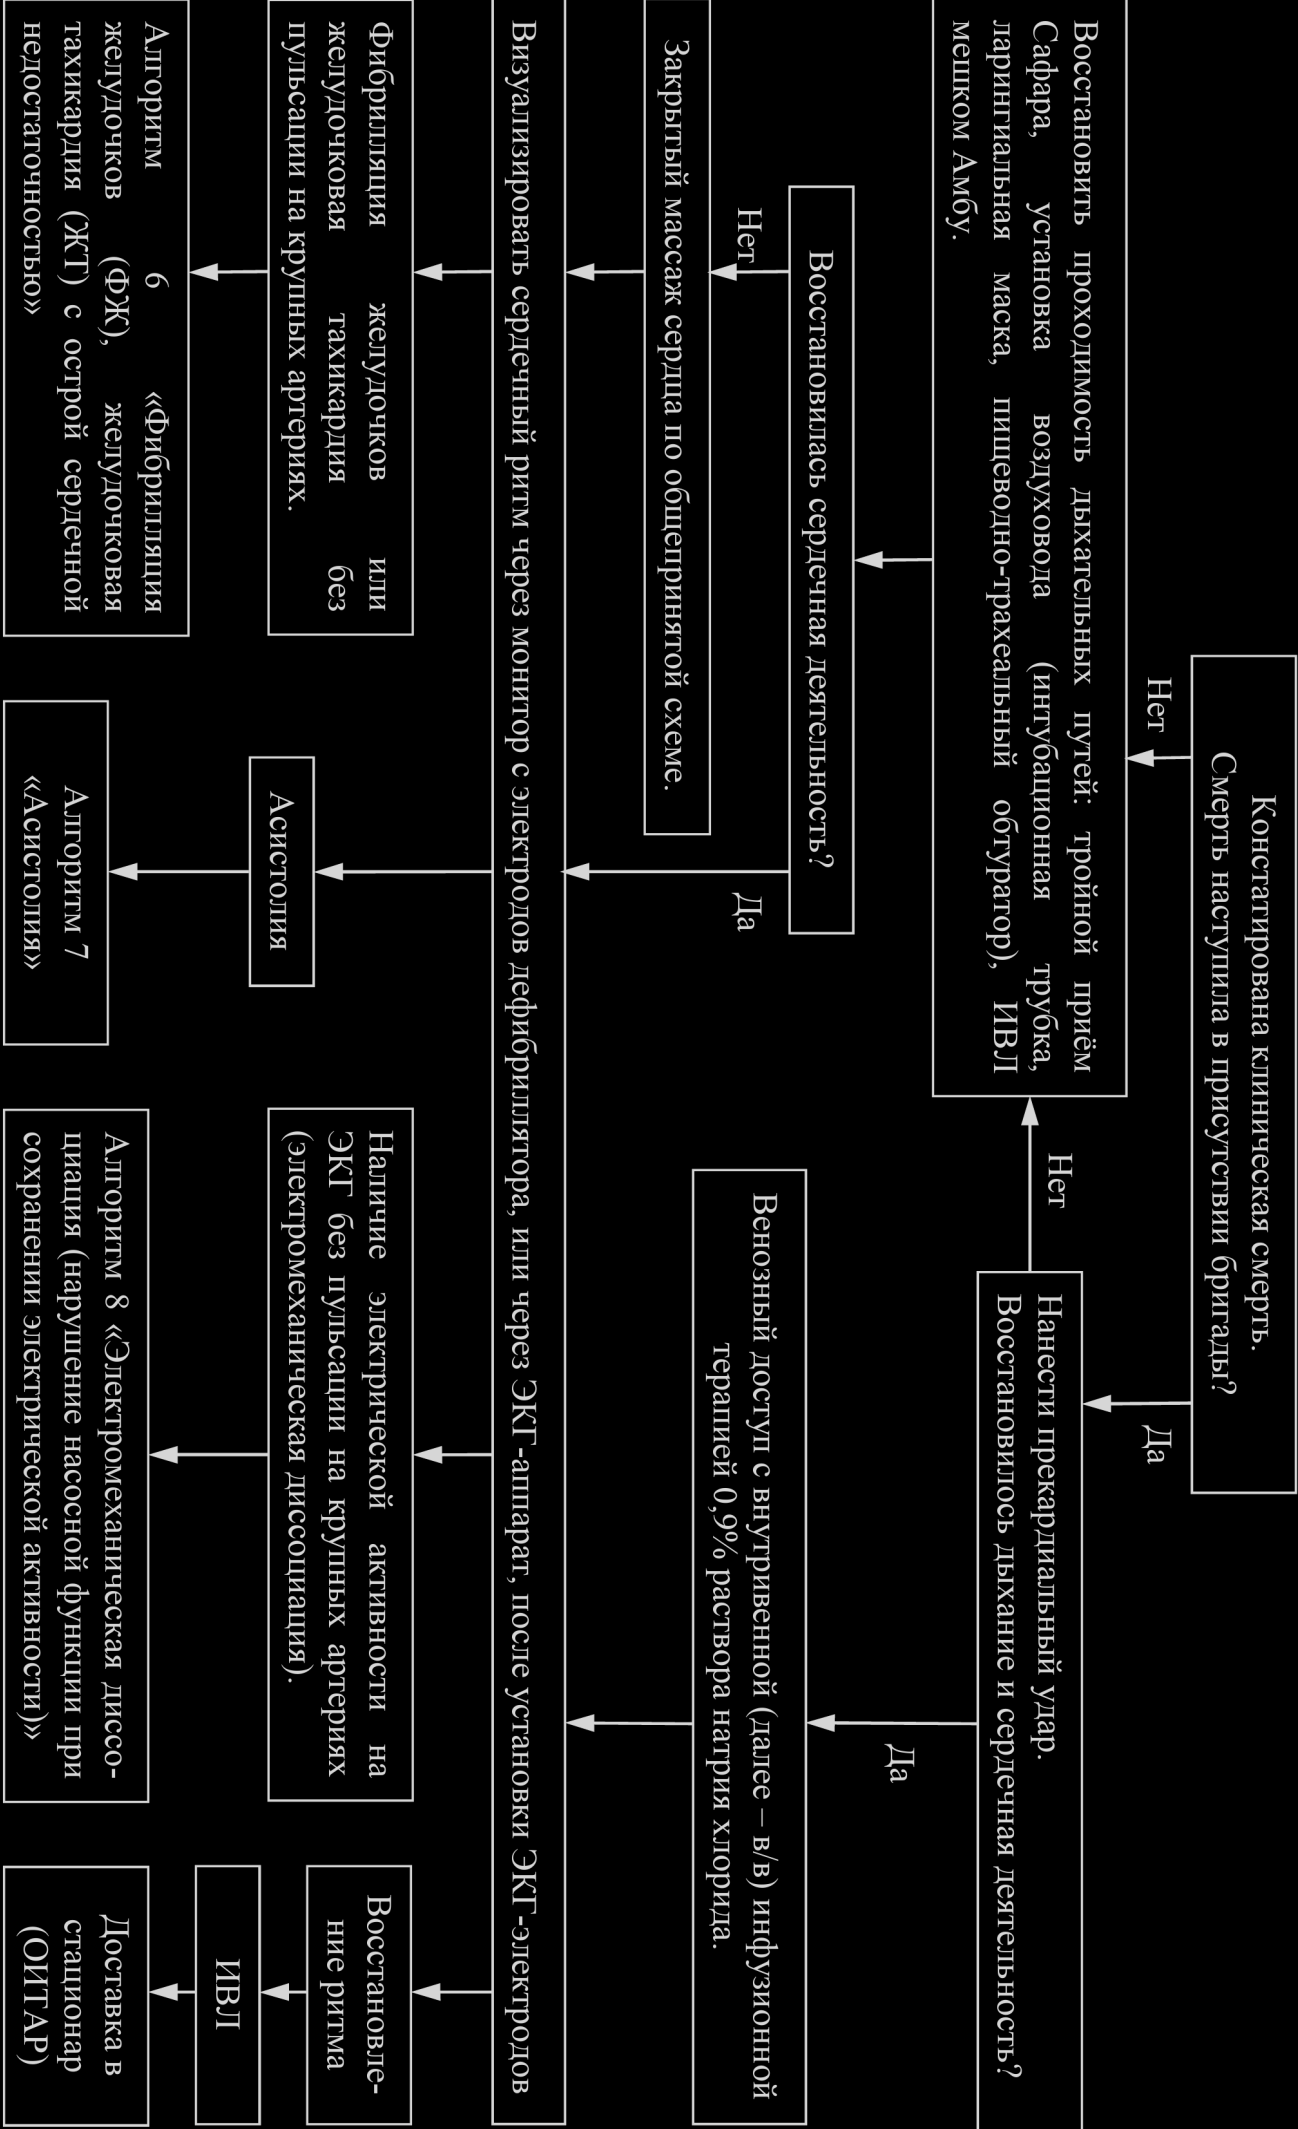 Констатирована клиническая смерть.
Смерть наступила в присутствии бригады?
Нет
Да
Восстановить проходимость дыхательных путей: тройной приём
Сафара, установка воздуховода (интубационная трубка,
ларингиальная маска, пищеводно-трахеальный обтуратор), ИВЛ
мешком Амбу.
Нет
Нанести прекардиальный удар.
Восстановилось дыхание и сердечная деятельность?
Да
Восстановилась сердечная деятельность?
Нет
Да
Венозный доступ с внутривенной (далее – в/в) инфузионной
терапией 0,9% раствора натрия хлорида.
Закрытый массаж сердца по общепринятой схеме.
Визуализировать сердечный ритм через монитор с электродов дефибриллятора, или через ЭКГ-аппарат, после установки ЭКГ-электродов
Фибрилляция желудочков или
желудочковая тахикардия без
пульсации на крупных артериях.
Асистолия
Наличие электрической активности на
ЭКГ без пульсации на крупных артериях
(электромеханическая диссоциация).
Восстановле-
ние ритма
ИВЛ
Алгоритм 6 «Фибрилляция
желудочков (ФЖ), желудочковая
тахикардия (ЖТ) с острой сердечной
недостаточностью»
Алгоритм 7
«Асистолия»
Алгоритм 8 «Электромеханическая диссо-
циация (нарушение насосной функции при
сохранении электрической активности)»
Доставка в
стационар
(ОИТАР)